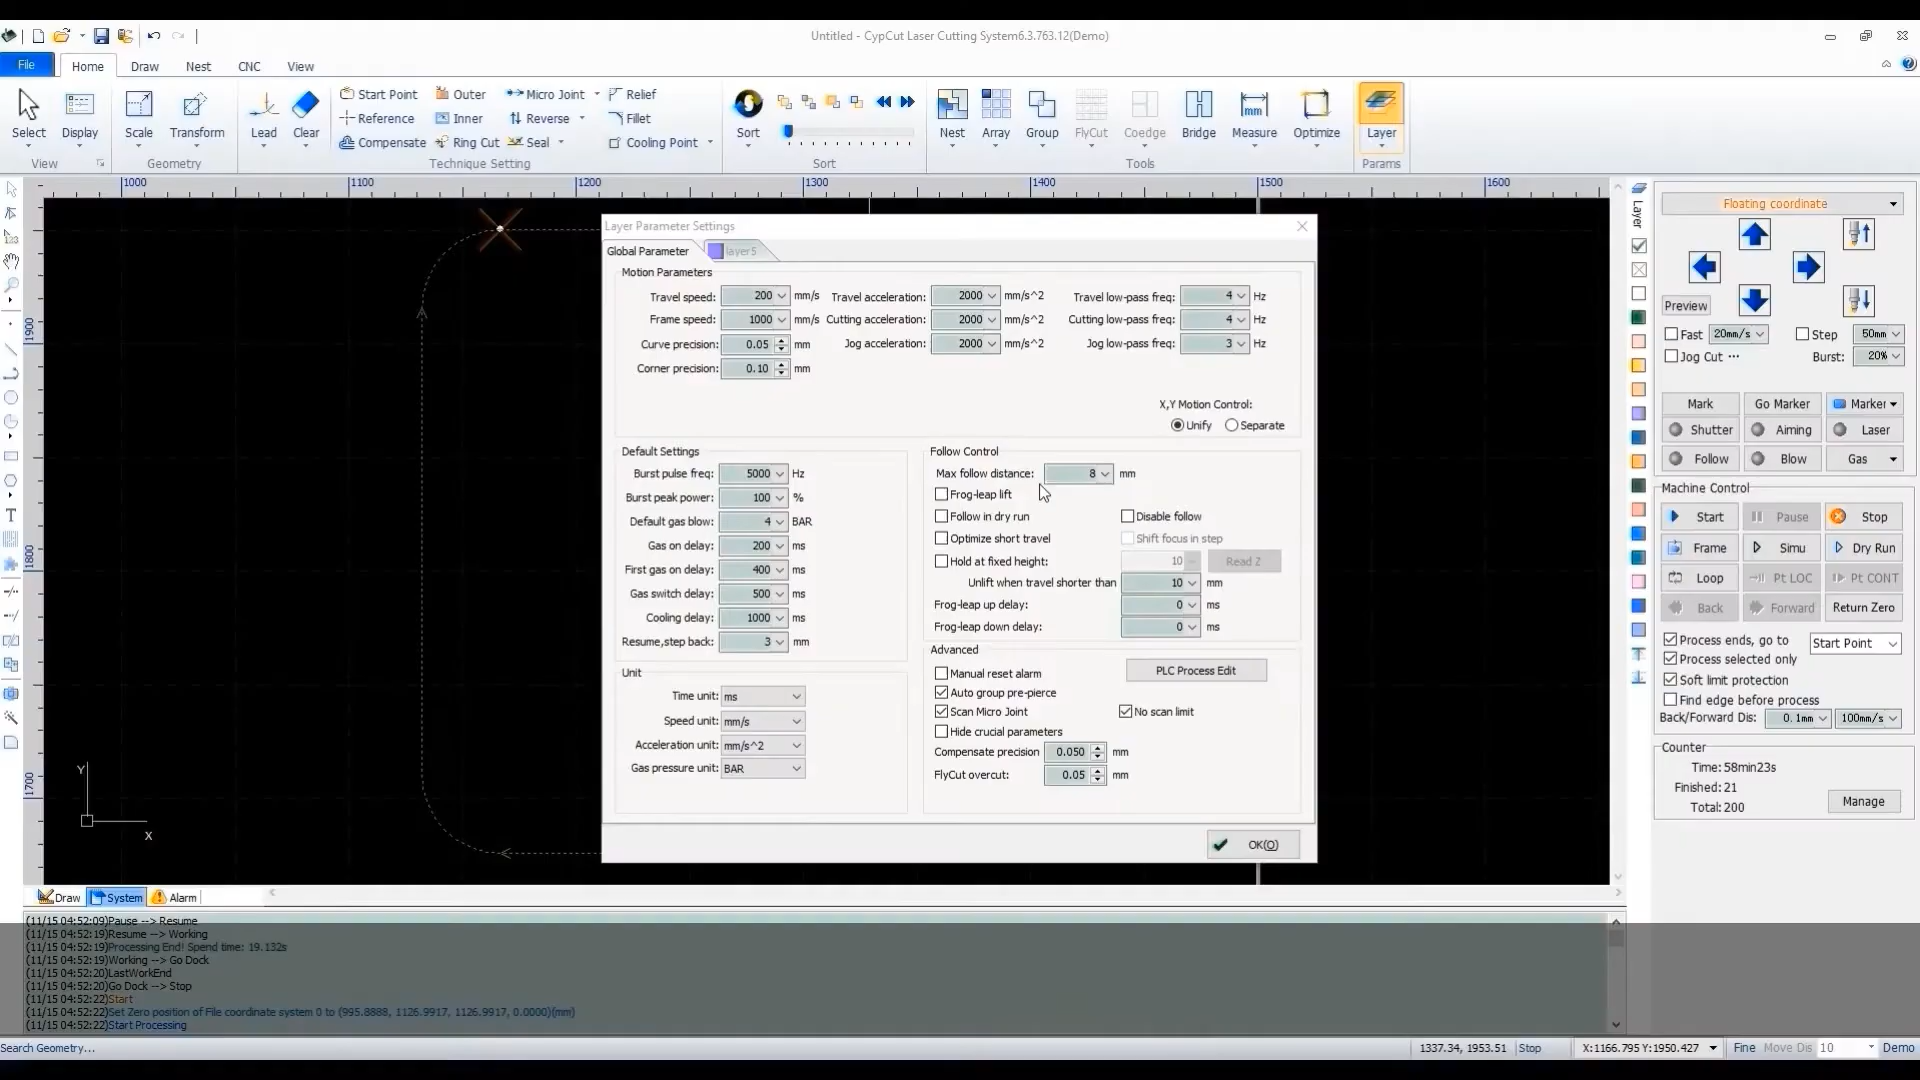 Untitled - CypCut Laser Cutting System6.3.763.12(Demo)
File Home Draw Nest CNC View
Select Display Scale Transform Lead Clear
Start Point Outer Micro Joint Relief
Reference Inner Reverse Fillet
Compensate Ring Cut Seal Cooling Point
Sort Nest Array Group FlyCut Coedge Bridge Measure Optimize Layer
View Geometry Technique Setting Sort Tools Params
1000 1100 1200 1300 1400 1500 1600
1900
1800
1700
Y
X
Layer Parameter Settings
Global Parameter layer5
Motion Parameters
Travel speed: 200 mm/s Travel acceleration: 2000 mm/s^2 Travel low-pass freq: 4 Hz
Frame speed: 1000 mm/s Cutting acceleration: 2000 mm/s^2 Cutting low-pass freq: 4 Hz
Curve precision: 0.05 mm Jog acceleration: 2000 mm/s^2 Jog low-pass freq: 3 Hz
Corner precision: 0.10 mm
X,Y Motion Control:
Unify Separate
Default Settings
Burst pulse freq: 5000 Hz
Burst peak power: 100 %
Default gas blow: 4 BAR
Gas on delay: 200 ms
First gas on delay: 400 ms
Gas switch delay: 500 ms
Cooling delay: 1000 ms
Resume,step back: 3 mm
Unit
Time unit: ms
Speed unit: mm/s
Acceleration unit: mm/s^2
Gas pressure unit: BAR
Follow Control
Max follow distance: 8 mm
Frog-leap lift
Follow in dry run Disable follow
Optimize short travel Shift focus in step
Hold at fixed height: 10 Read Z
Unlift when travel shorter than 10 mm
Frog-leap up delay: 0 ms
Frog-leap down delay: 0 ms
Advanced
Manual reset alarm PLC Process Edit
Auto group pre-pierce
Scan Micro Joint No scan limit
Hide crucial parameters
Compensate precision 0.050 mm
FlyCut overcut: 0.05 mm
OK(O)
Layer
Floating coordinate
Preview
Fast 20mm/s Step 50mm
Jog Cut ... Burst: 20%
Mark Go Marker Marker
Shutter Aiming Laser
Follow Blow Gas
Machine Control
Start Pause Stop
Frame Simu Dry Run
Loop Pt LOC Pt CONT
Back Forward Return Zero
Process ends, go to Start Point
Process selected only
Soft limit protection
Find edge before process
Back/Forward Dis: 0.1mm 100mm/s
Counter
Time: 58min23s
Finished: 21
Total: 200
Manage
Draw System Alarm
(11/15 04:52:09)Pause --> Resume
(11/15 04:52:19)Resume --> Working
(11/15 04:52:19)Processing End! Spend time: 19.132s
(11/15 04:52:19)Working --> Go Dock
(11/15 04:52:20)LastWorkEnd
(11/15 04:52:20)Go Dock --> Stop
(11/15 04:52:22)Start
(11/15 04:52:22)Set Zero position of File coordinate system 0 to (995.8888, 1126.9917, 1126.9917, 0.0000)(mm)
(11/15 04:52:22)Start Processing
Search Geometry... 1337.34, 1953.51 Stop X:1166.795 Y:1950.427 Fine Move Dis 10 Demo